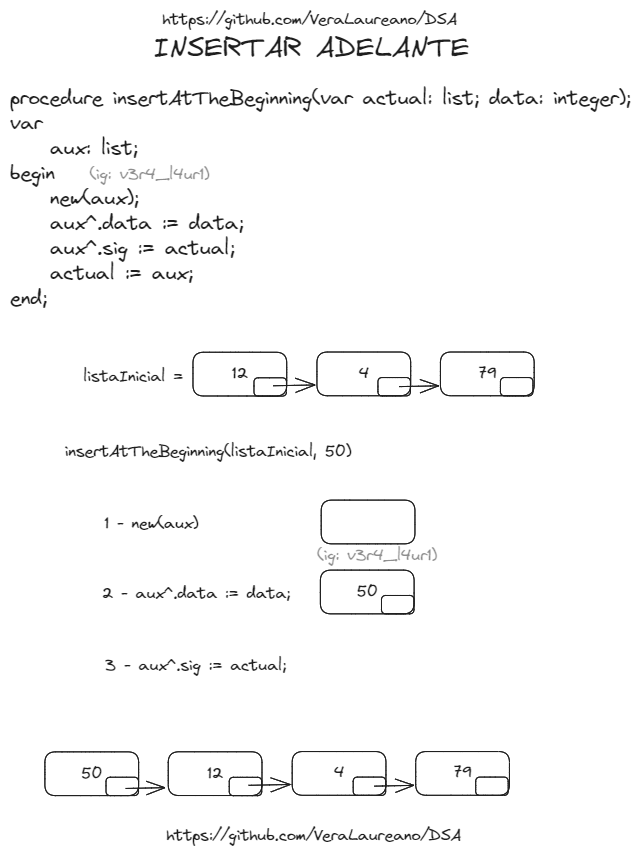 https://github.com/VeraLaureano/DSA
INSERTAR ADELANTE
procedure insertAtTheBeginning(var actual: list; data: integer);
var
aux: list;
begin (ig: v3r4_l4ur1)
new(aux);
aux^.data := data;
aux^.sig := actual;
actual := aux;
end;
listaInicial = 12 4 79
insertAtTheBeginning(listaInicial, 50)
1 - new(aux)
(ig: v3r4_l4ur1)
2 - aux^.data := data; 50
3 - aux^.sig := actual;
50 12 4 79
https://github.com/VeraLaureano/DSA